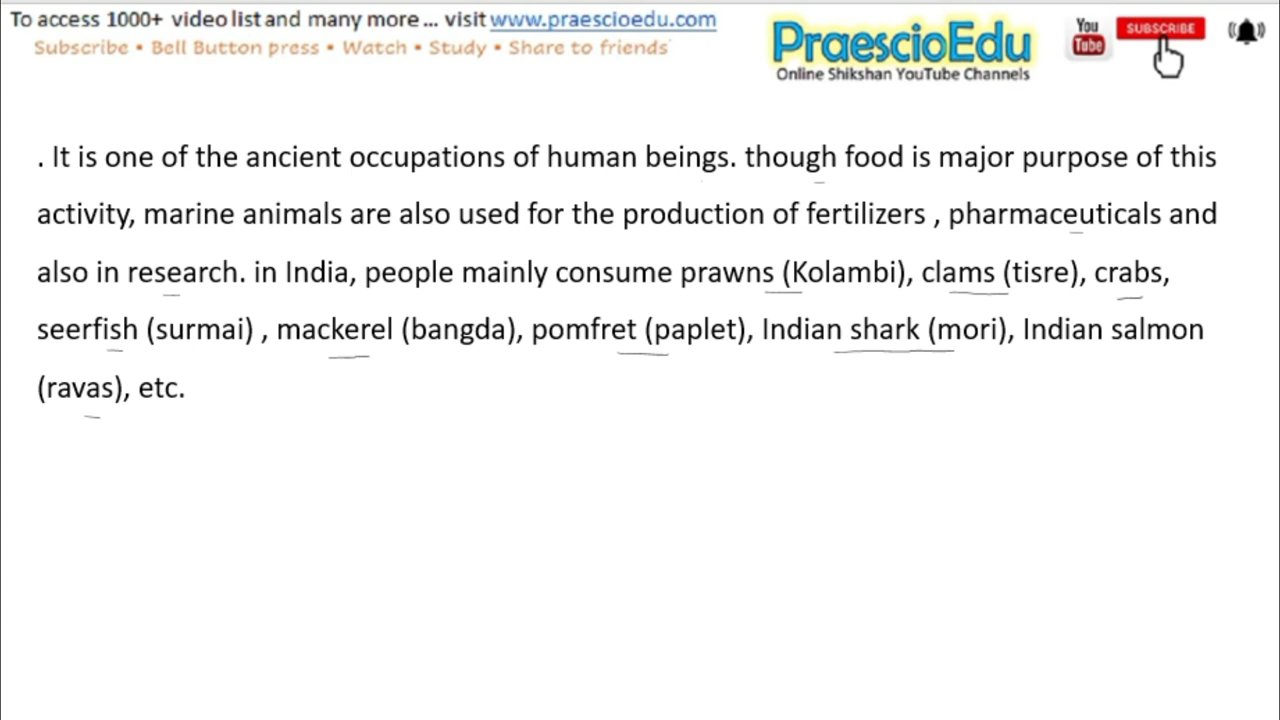 To access 1000+ video list and many more ... visit www.praescioedu.com
Subscribe • Bell Button press • Watch • Study • Share to friends
PraescioEdu
Online Shikshan YouTube Channels
You
Tube
SUBSCRIBE
. It is one of the ancient occupations of human beings. though food is major purpose of this
activity, marine animals are also used for the production of fertilizers , pharmaceuticals and
also in research. in India, people mainly consume prawns (Kolambi), clams (tisre), crabs,
seerfish (surmai) , mackerel (bangda), pomfret (paplet), Indian shark (mori), Indian salmon
(ravas), etc.